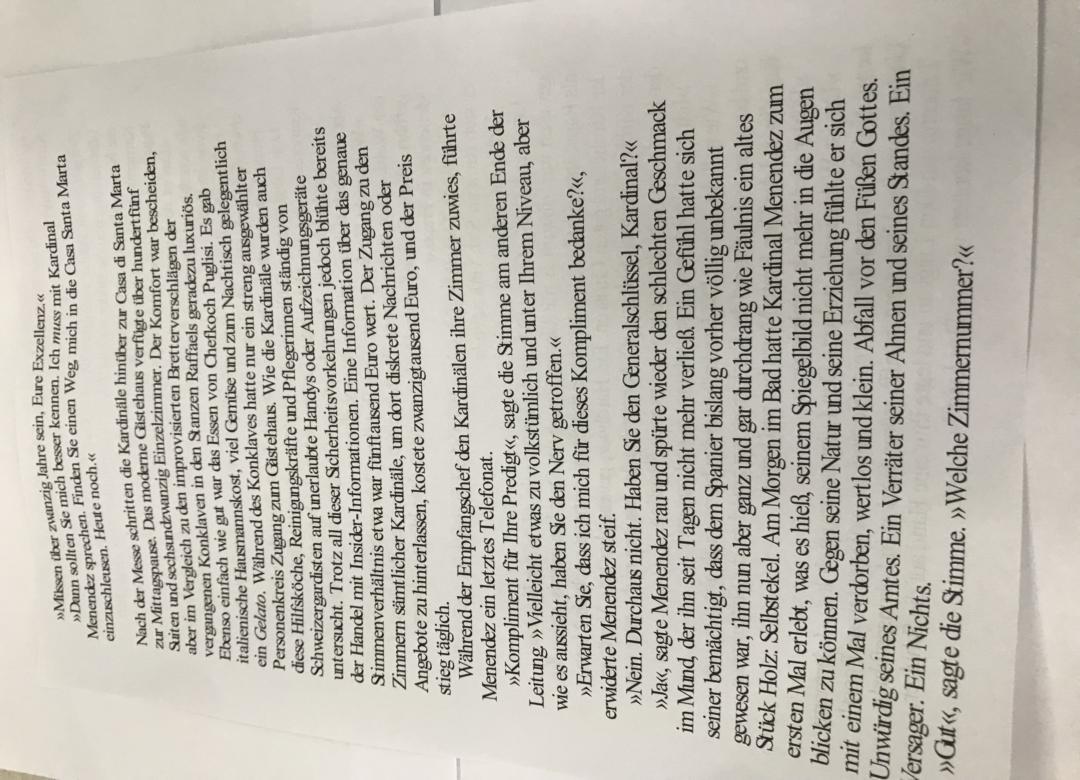 »Müssen über zwanzig Jahre sein, Eure Exzellenz.«
»Dann sollten Sie mich besser kennen. Ich muss mit Kardinal
Menendez sprechen. Finden Sie einen Weg, mich in die Casa Santa Marta
einzuschleusen. Heute noch.«
Nach der Messe schritten die Kardinäle hinüber zur Casa di Santa Marta
zur Mittagspause. Das moderne Gästehaus verfügte über hundertfünf
Suiten und sechsundzwanzig Einzelzimmer. Der Komfort war bescheiden,
aber im Vergleich zu den improvisierten Bretterverschlägen der
vergangenen Konklaven in den Stanzen Raffaels geradezu luxuriös.
Ebenso einfach wie gut war das Essen von Chefkoch Puglisi. Es gab
italienische Hausmannskost, viel Gemüse und zum Nachtisch gelegentlich
ein Gelato. Während des Konklaves hatte nur ein streng ausgewählter
Personenkreis Zugang zum Gästehaus. Wie die Kardinäle wurden auch
diese Hilfsköche, Reinigungskräfte und Pflegerinnen ständig von
Schweizergardisten auf unerlaubte Handys oder Aufzeichnungsgeräte
untersucht. Trotz all dieser Sicherheitsvorkehrungen jedoch blühte bereits
der Handel mit Insider-Informationen. Eine Information über das genaue
Stimmenverhältnis etwa war fünftausend Euro wert. Der Zugang zu den
Zimmern sämtlicher Kardinäle, um dort diskrete Nachrichten oder
Angebote zu hinterlassen, kostete zwanzigtausend Euro, und der Preis
stieg täglich.
Während der Empfangschef den Kardinälen ihre Zimmer zuwies, führte
Menendez ein letztes Telefonat.
»Kompliment für Ihre Predigt«, sagte die Stimme am anderen Ende der
Leitung. »Vielleicht etwas zu volkstümlich und unter Ihrem Niveau, aber
wie es aussieht, haben Sie den Nerv getroffen.«
»Erwarten Sie, dass ich mich für dieses Kompliment bedanke?«,
erwiderte Menendez steif.
»Nein. Durchaus nicht. Haben Sie den Generalschlüssel, Kardinal?«
»Ja«, sagte Menendez rau und spürte wieder den schlechten Geschmack
im Mund, der ihn seit Tagen nicht mehr verließ. Ein Gefühl hatte sich
seiner bemächtigt, dass dem Spanier bislang vorher völlig unbekannt
gewesen war, ihn nun aber ganz und gar durchdrang wie Fäulnis ein altes
Stück Holz: Selbstekel. Am Morgen im Bad hatte Kardinal Menendez zum
ersten Mal erlebt, was es hieß, seinem Spiegelbild nicht mehr in die Augen
blicken zu können. Gegen seine Natur und seine Erziehung fühlte er sich
mit einem Mal verdorben, wertlos und klein. Abfall vor den Füßen Gottes.
Unwürdig seines Amtes. Ein Verräter seiner Ahnen und seines Standes. Ein
Versager. Ein Nichts.
»Gut«, sagte die Stimme. »Welche Zimmernummer?«